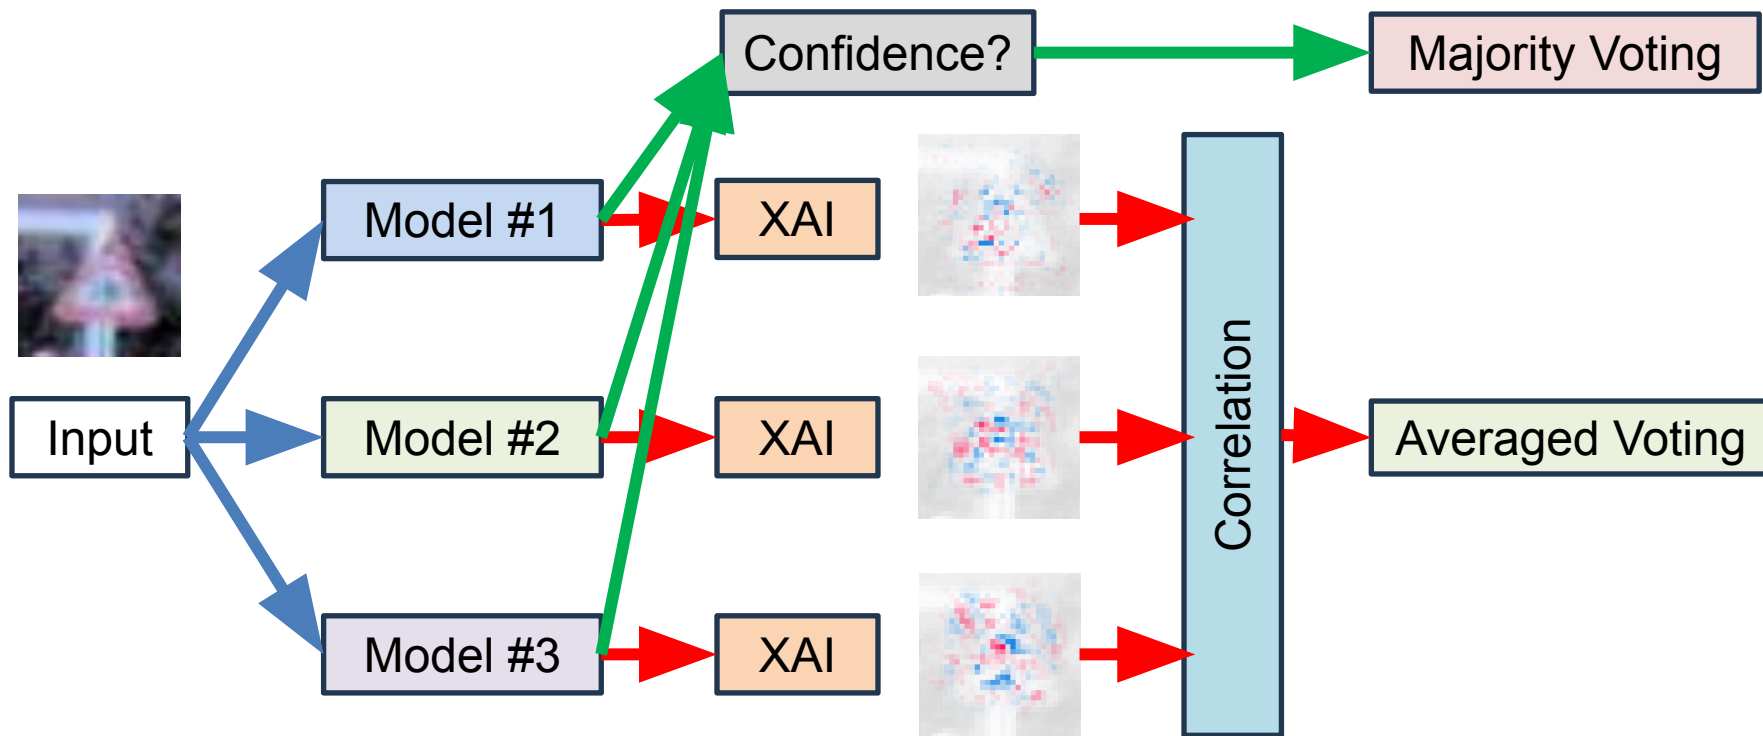 Confidence?
Majority Voting
Model #1
XAI
Input
Model #2
XAI
Correlation
Averaged Voting
Model #3
XAI